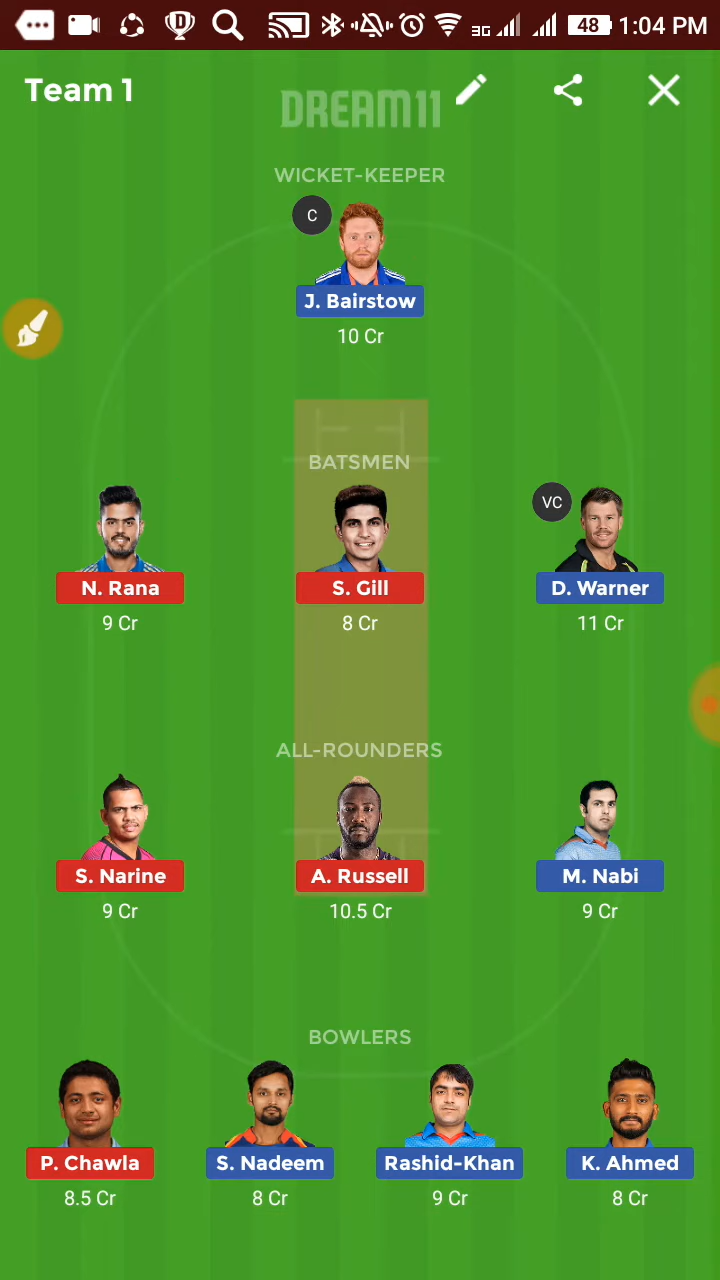 3G 48 1:04 PM
Team 1
DREAM11
WICKET-KEEPER
C
J. Bairstow
10 Cr
BATSMEN
VC
N. Rana S. Gill D. Warner
9 Cr 8 Cr 11 Cr
ALL-ROUNDERS
S. Narine A. Russell M. Nabi
9 Cr 10.5 Cr 9 Cr
BOWLERS
P. Chawla S. Nadeem Rashid-Khan K. Ahmed
8.5 Cr 8 Cr 9 Cr 8 Cr